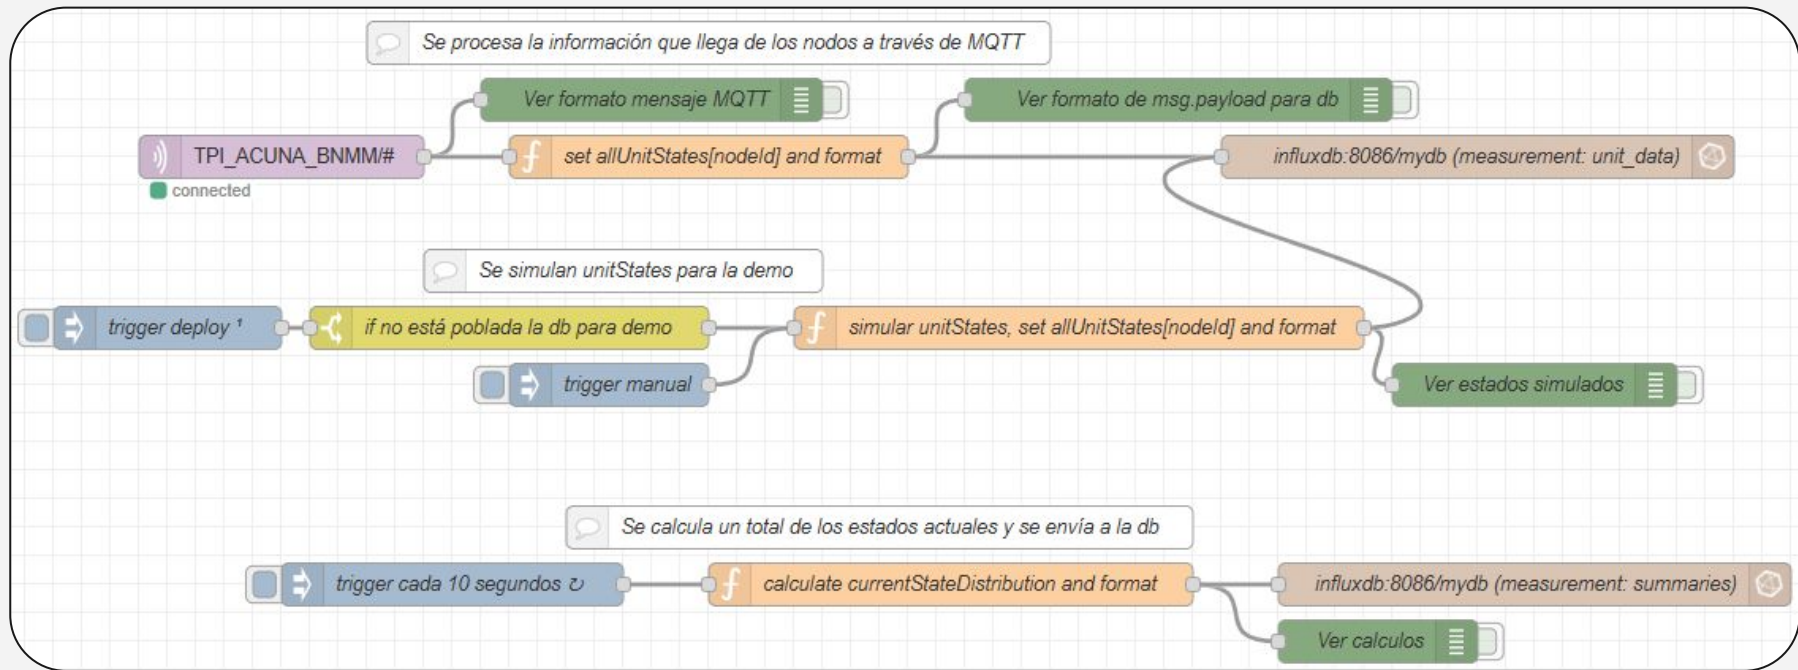 Se procesa la información que llega de los nodos a través de MQTT
Ver formato mensaje MQTT
Ver formato de msg.payload para db
TPI_ACUNA_BNMM/#
set allUnitStates[nodeId] and format
influxdb:8086/mydb (measurement: unit_data)
connected
Se simulan unitStates para la demo
trigger deploy ¹
if no está poblada la db para demo
simular unitStates, set allUnitStates[nodeId] and format
trigger manual
Ver estados simulados
Se calcula un total de los estados actuales y se envía a la db
trigger cada 10 segundos ↻
calculate currentStateDistribution and format
influxdb:8086/mydb (measurement: summaries)
Ver calculos